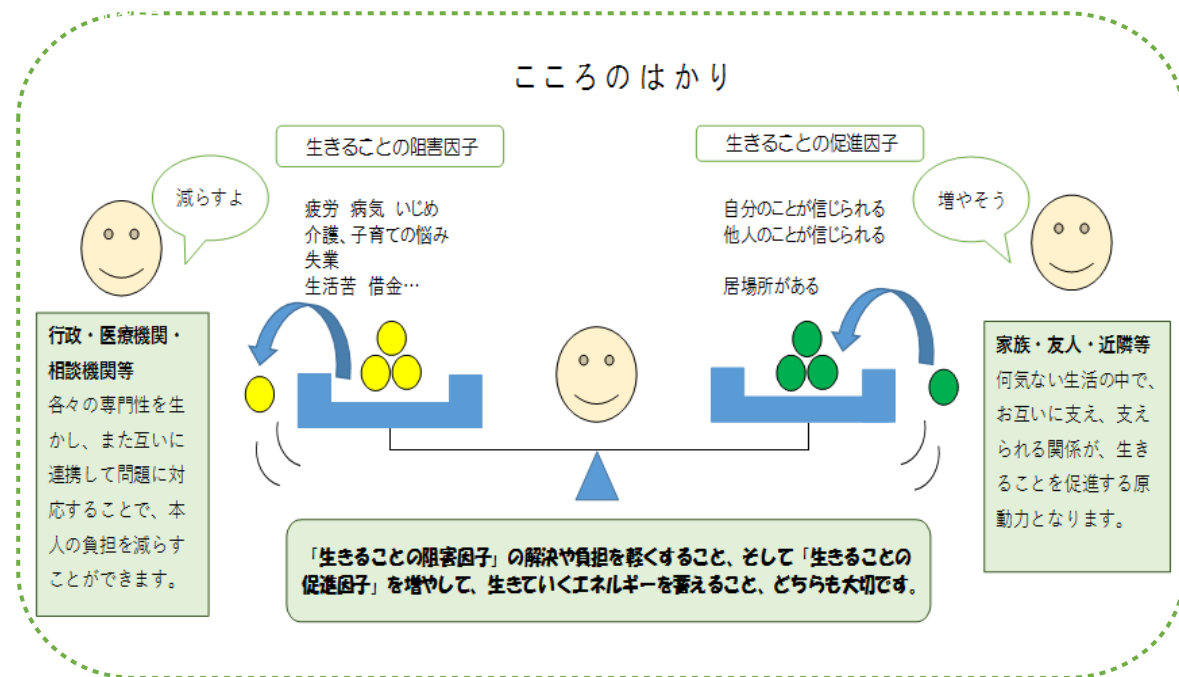 こころのはかり
生きることの阻害因子
生きることの促進因子
減らすよ
疲労 病気 いじめ
介護、子育ての悩み
失業
生活苦 借金…
自分のことが信じられる
他人のことが信じられる
居場所がある
増やそう
行政・医療機関・
相談機関等
各々の専門性を生
かし、また互いに
連携して問題に対
応することで、本
人の負担を減らす
ことができます。
家族・友人・近隣等
何気ない生活の中で、
お互いに支え、支え
られる関係が、生き
ることを促進する原
動力となります。
「生きることの阻害因子」の解決や負担を軽くすること、そして「生きることの
促進因子」を増やして、生きていくエネルギーを蓄えること、どちらも大切です。